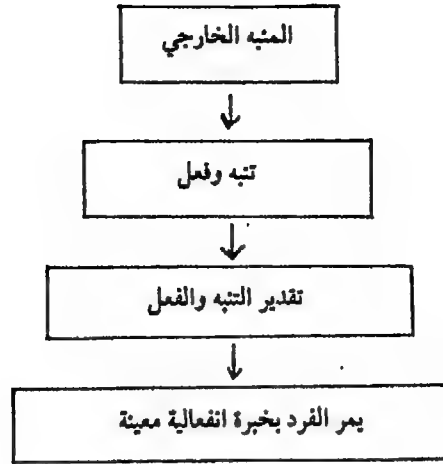 المنبه الخارجي
تنبه وفعل
تقدير التنبه والفعل
يمر الفرد بخبرة انفعالية معينة